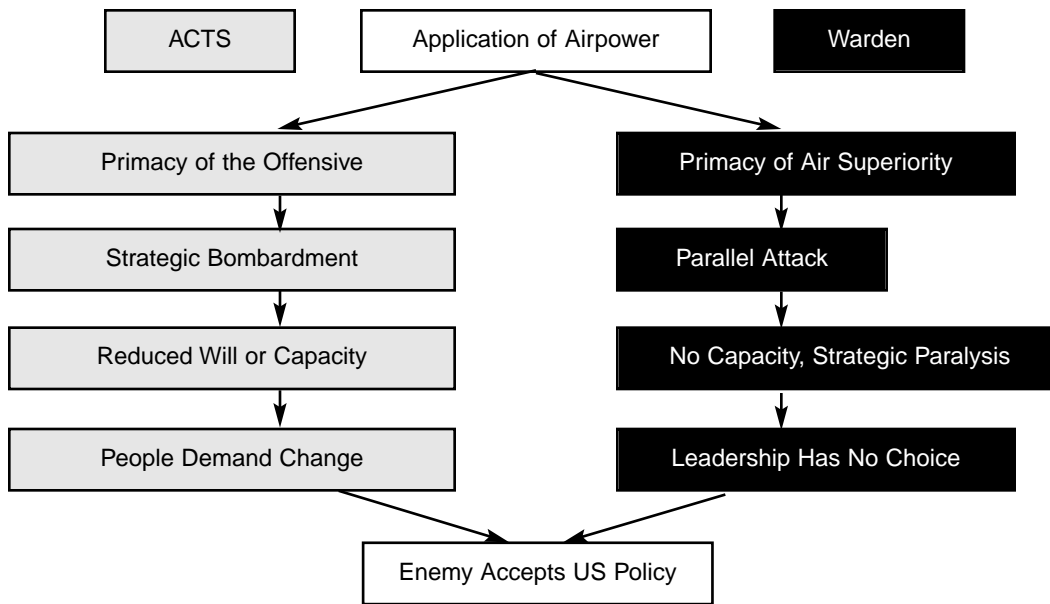 ACTS
Application of Airpower
Warden
Primacy of the Offensive
Primacy of Air Superiority
Strategic Bombardment
Parallel Attack
Reduced Will or Capacity
No Capacity, Strategic Paralysis
People Demand Change
Leadership Has No Choice
Enemy Accepts US Policy